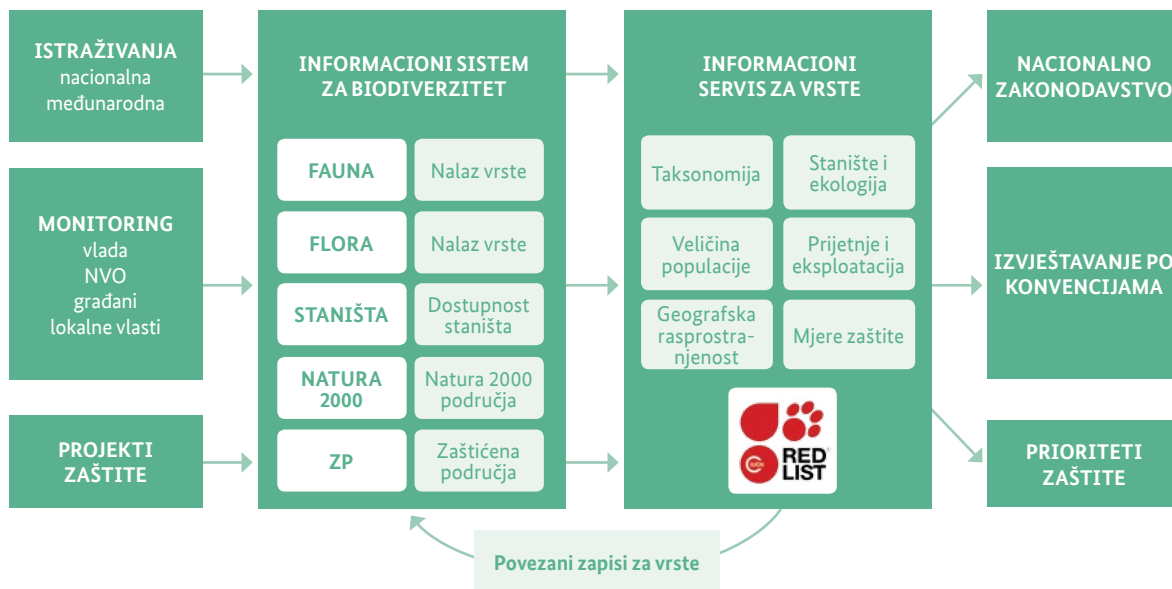 ISTRAŽIVANJA
nacionalna
međunarodna
MONITORING
vlada
NVO
građani
lokalne vlasti
PROJEKTI
ZAŠTITE
INFORMACIONI SISTEM
ZA BIODIVERZITET
FAUNA
Nalaz vrste
FLORA
Nalaz vrste
STANIŠTA
Dostupnost
staništa
NATURA
2000
Natura 2000
područja
ZP
Zaštićena
područja
INFORMACIONI
SERVIS ZA VRSTE
Taksonomija
Stanište i
ekologija
Veličina
populacije
Prijetnje i
eksploatacija
Geografska
rasprostra-
njenost
Mjere zaštite
IUCN
RED
LIST
NACIONALNO
ZAKONODAVSTVO
IZVJEŠTAVANJE PO
KONVENCIJAMA
PRIORITETI
ZAŠTITE
Povezani zapisi za vrste